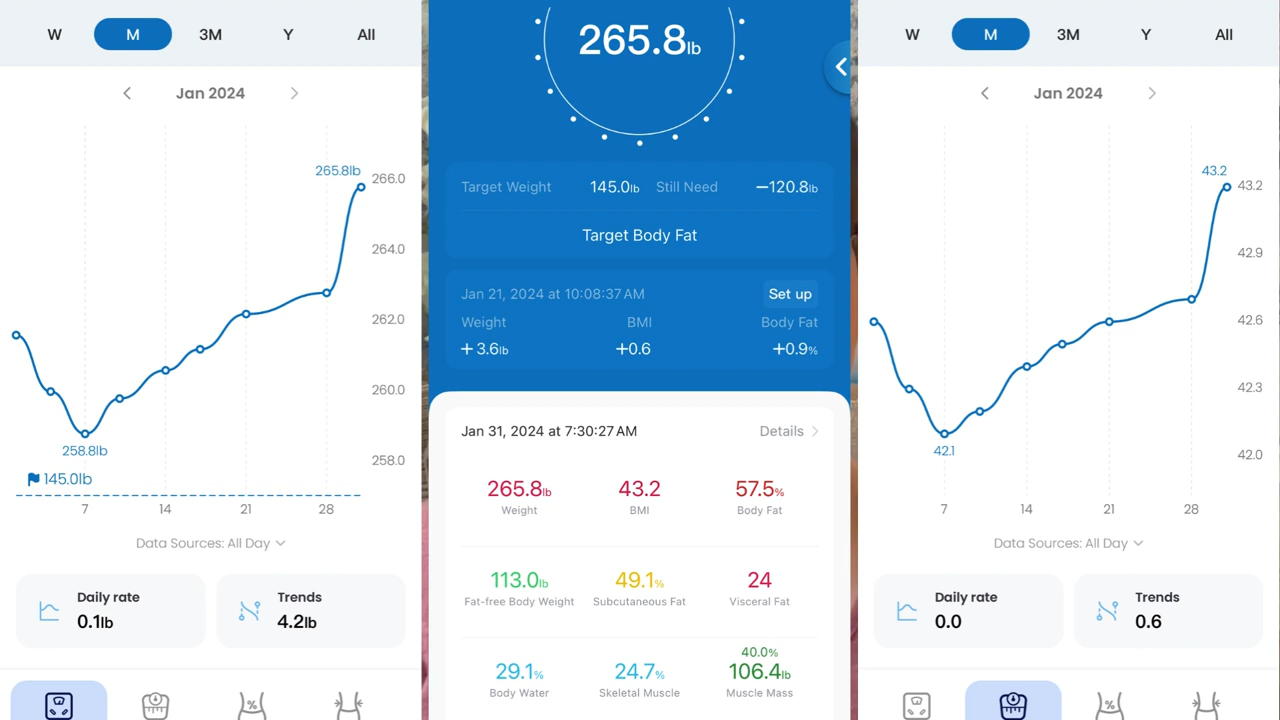 W M 3M Y All
Jan 2024
265.8lb
266.0
264.0
262.0
260.0
258.8lb
258.0
145.0lb
7 14 21 28
Data Sources: All Day
Daily rate
0.1lb
Trends
4.2lb
265.8lb
Target Weight 145.0lb Still Need −120.8lb
Target Body Fat
Jan 21, 2024 at 10:08:37 AM Set up
Weight BMI Body Fat
+3.6lb +0.6 +0.9%
Jan 31, 2024 at 7:30:27 AM Details
265.8lb 43.2 57.5%
Weight BMI Body Fat
113.0lb 49.1% 24
Fat-free Body Weight Subcutaneous Fat Visceral Fat
40.0%
29.1% 24.7% 106.4lb
Body Water Skeletal Muscle Muscle Mass
W M 3M Y All
Jan 2024
43.2
43.2
42.9
42.6
42.3
42.1
42.0
7 14 21 28
Data Sources: All Day
Daily rate
0.0
Trends
0.6